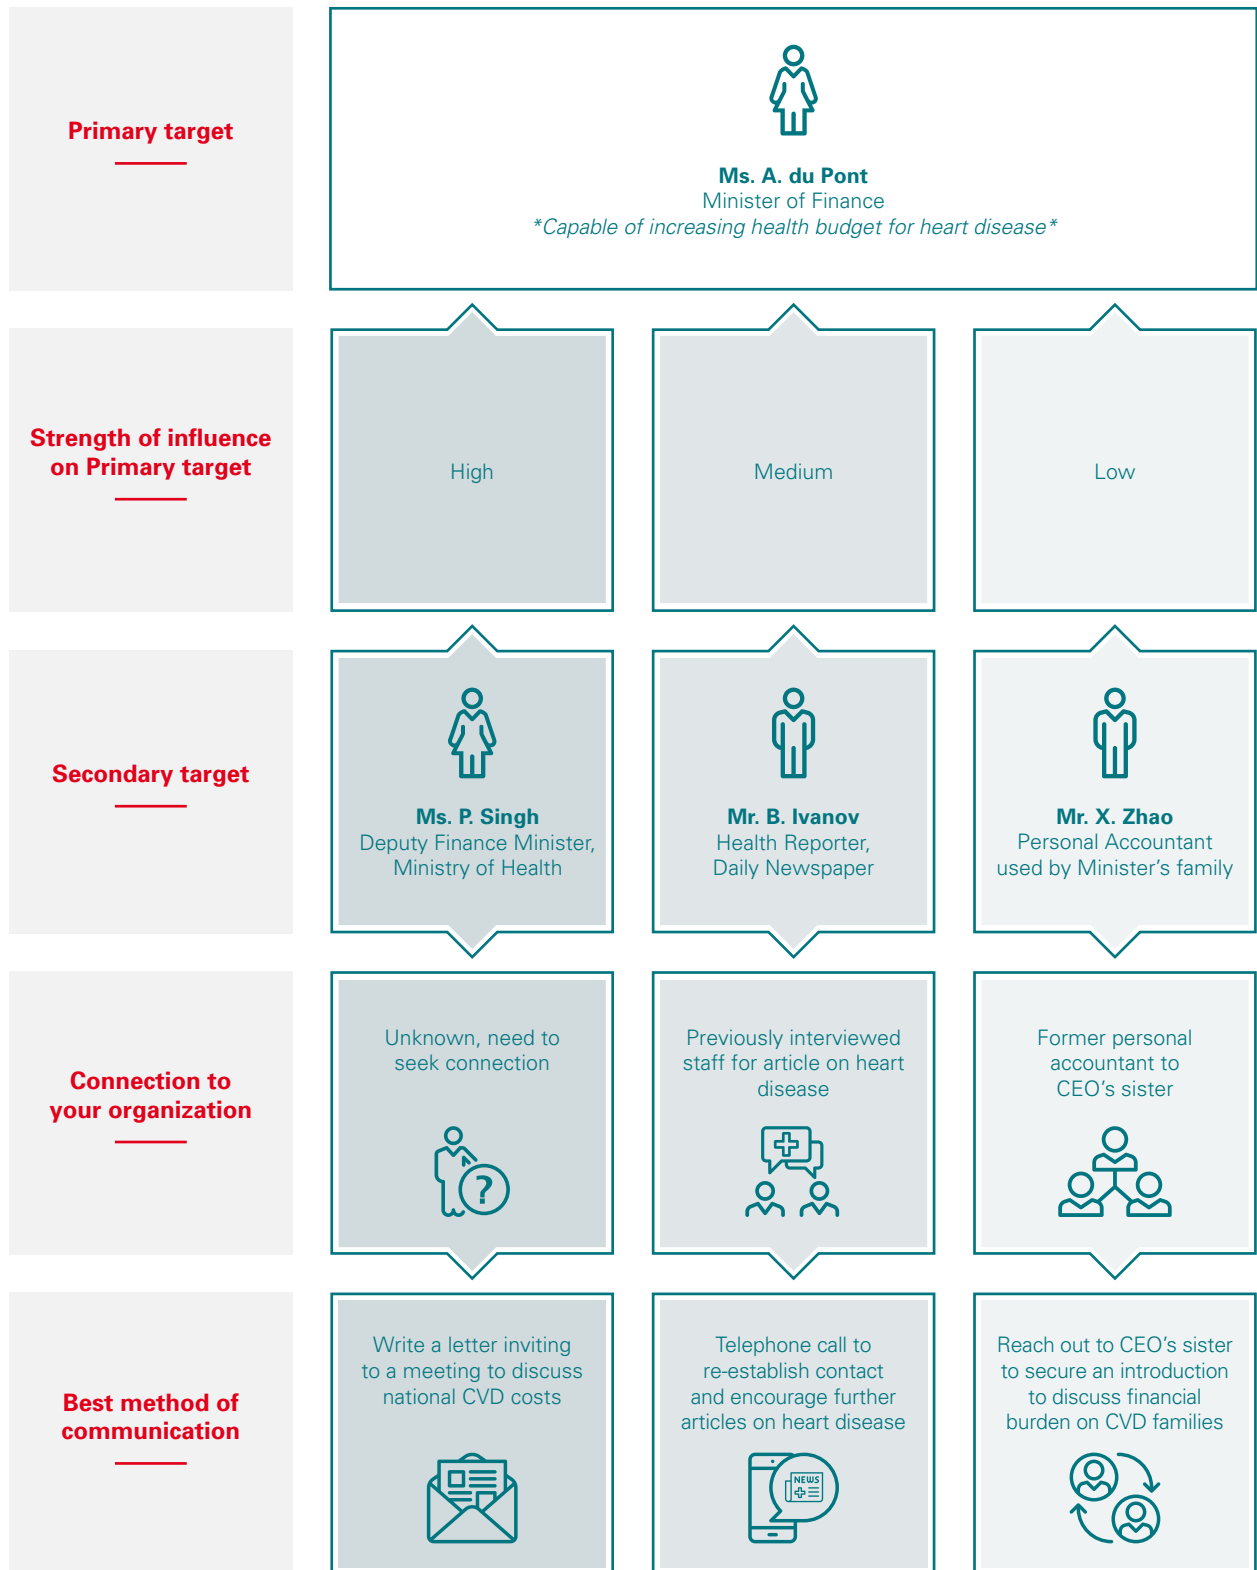 Primary target
Ms. A. du Pont
Minister of Finance
*Capable of increasing health budget for heart disease*
Strength of influence
on Primary target
High
Medium
Low
Secondary target
Ms. P. Singh
Deputy Finance Minister,
Ministry of Health
Mr. B. Ivanov
Health Reporter,
Daily Newspaper
Mr. X. Zhao
Personal Accountant
used by Minister’s family
Connection to
your organization
Unknown, need to
seek connection
?
Previously interviewed
staff for article on heart
disease
Former personal
accountant to
CEO’s sister
Best method of
communication
Write a letter inviting
to a meeting to discuss
national CVD costs
Telephone call to
re-establish contact
and encourage further
articles on heart disease
NEWS
Reach out to CEO’s sister
to secure an introduction
to discuss financial
burden on CVD families